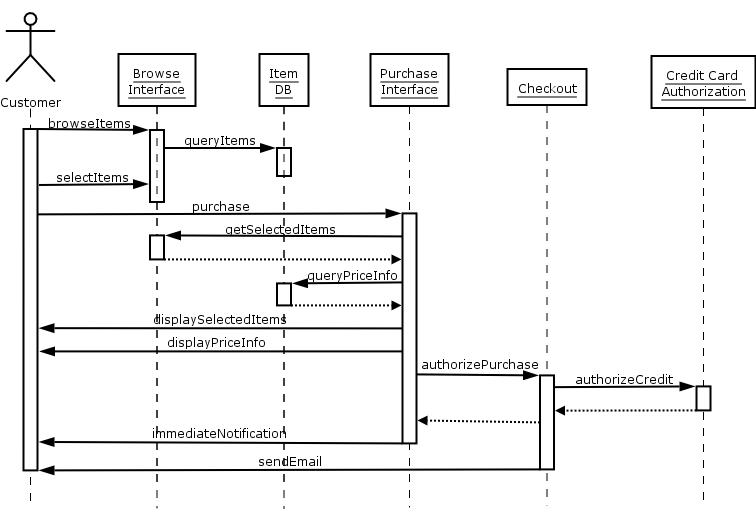 Browse
Interface
Item
DB
Purchase
Interface
Checkout
Credit Card
Authorization
Customer
browseItems
queryItems
selectItems
purchase
getSelectedItems
queryPriceInfo
displaySelectedItems
displayPriceInfo
authorizePurchase
authorizeCredit
immediateNotification
sendEmail